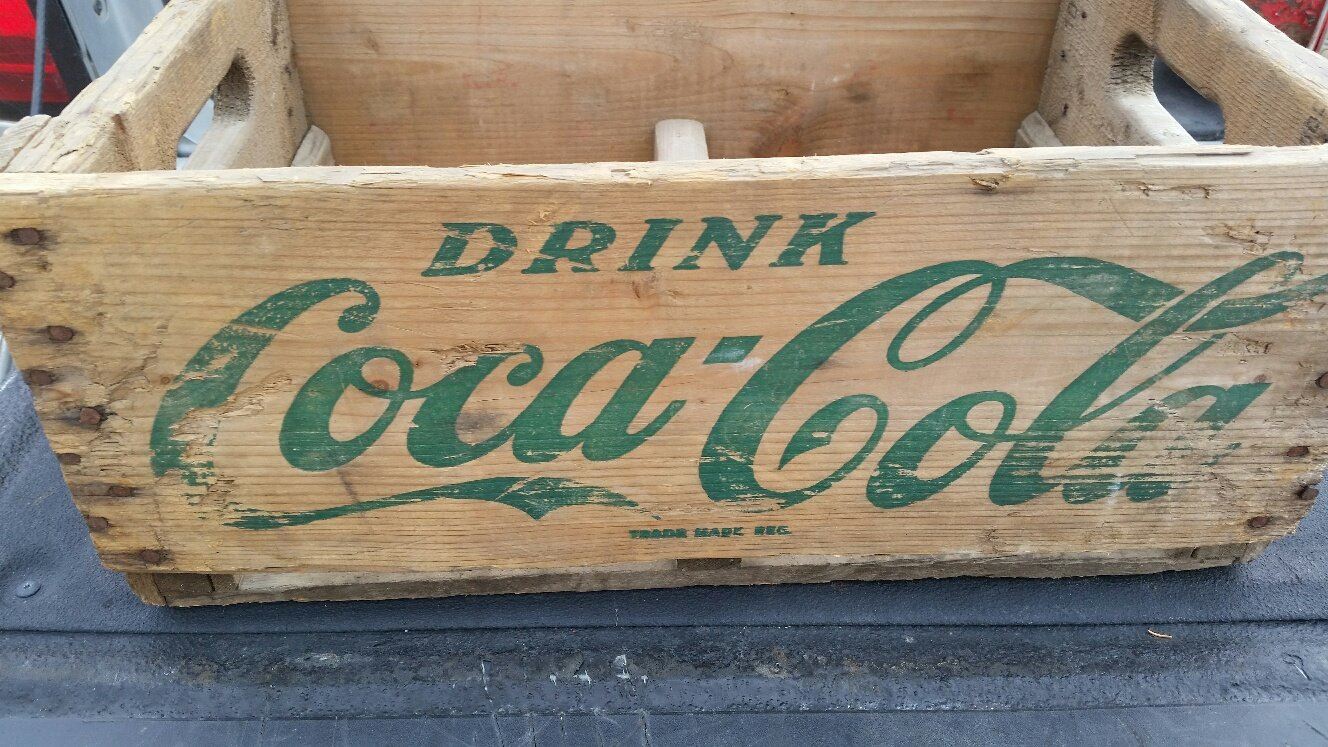 DRINK
Coca-Cola
TRADE MARK REG.